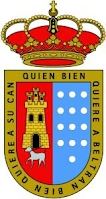 QUIEN BIEN
QUIERE A BELTRAN BIEN
QUIERE A SU CAN